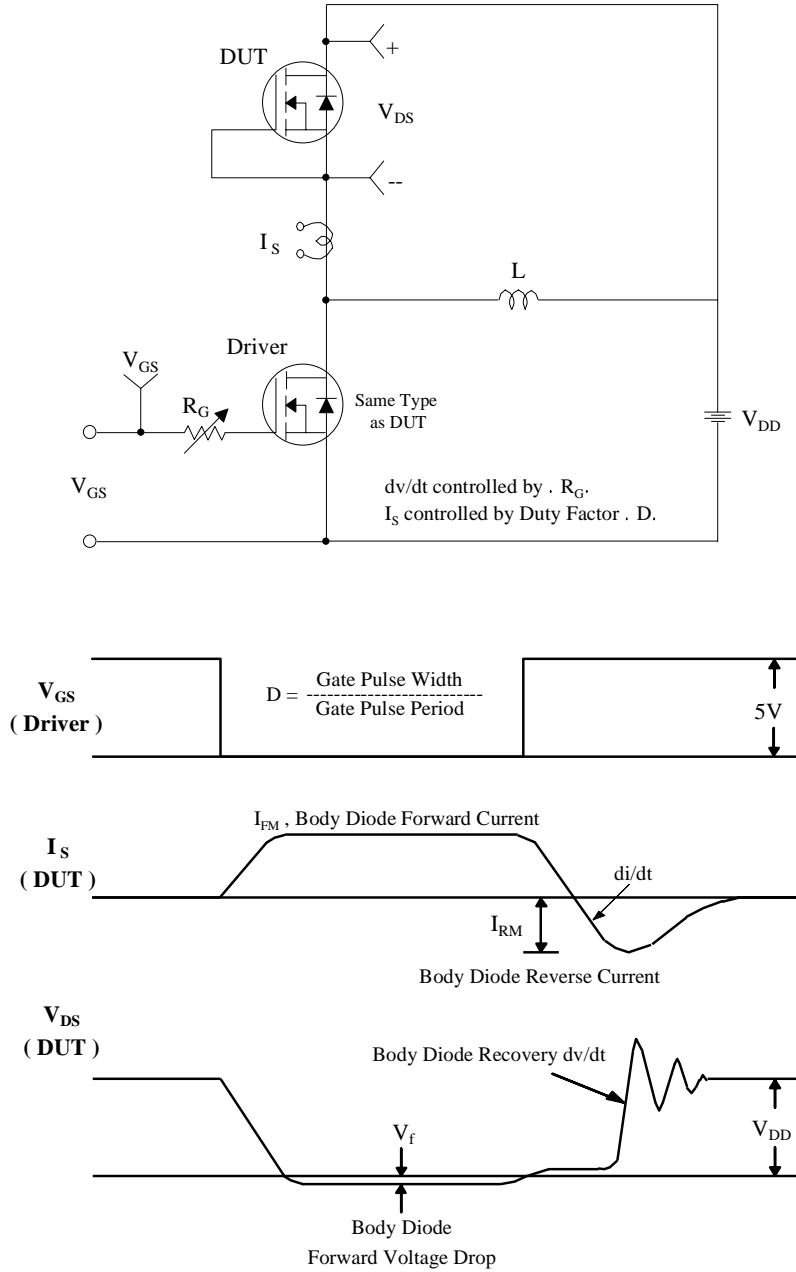 DUT
+
V_DS
--
I_S
L
Driver
V_GS
R_G
Same Type
as DUT
V_DD
V_GS
dv/dt controlled by . R_G.
I_S controlled by Duty Factor . D.
V_GS
( Driver )
D = Gate Pulse Width
--------------------------
Gate Pulse Period
5V
I_FM , Body Diode Forward Current
I_S
( DUT )
di/dt
I_RM
Body Diode Reverse Current
V_DS
( DUT )
Body Diode Recovery dv/dt
V_f
V_DD
Body Diode
Forward Voltage Drop